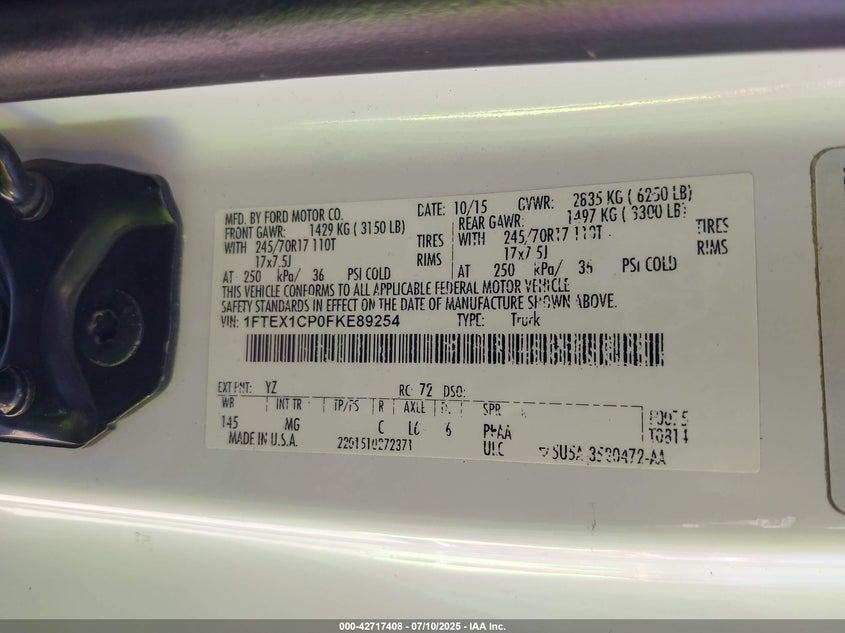 MFD. BY FORD MOTOR CO. DATE: 10/15 GVWR: 2835 KG ( 6250 LB)
FRONT GAWR: 1429 KG ( 3150 LB) REAR GAWR: 1497 KG ( 3300 LB)
WITH 245/70R17 110T TIRES WITH 245/70R17 110T TIRES
17x7.5J RIMS 17x7.5J RIMS
AT 250 kPa/ 36 PSI COLD AT 250 kPa/ 36 PSI COLD
THIS VEHICLE CONFORMS TO ALL APPLICABLE FEDERAL MOTOR VEHICLE
SAFETY STANDARDS IN EFFECT ON THE DATE OF MANUFACTURE SHOWN ABOVE.
VIN: 1FTEX1CP0FKE89254 TYPE: Truck
EXT PNT: YZ RC: 72 DSO:
WB INT TR TP/PS R AXLE SPR
145 MG C L6 6
MADE IN U.S.A. 2201510272371
000-42717408 - 07/10/2025 - IAA Inc.